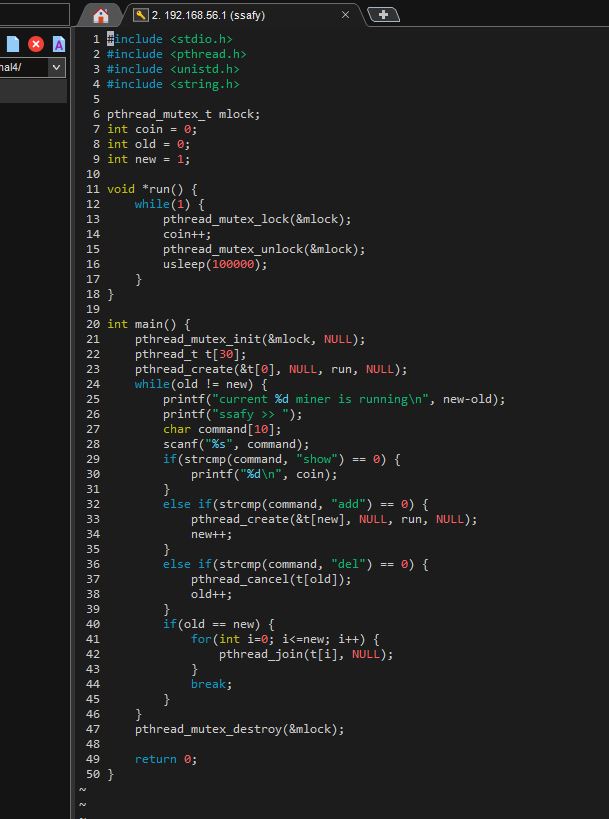 2. 192.168.56.1 (ssafy)
nal4/
1 #include <stdio.h>
2 #include <pthread.h>
3 #include <unistd.h>
4 #include <string.h>
5
6 pthread_mutex_t mlock;
7 int coin = 0;
8 int old = 0;
9 int new = 1;
10
11 void *run() {
12     while(1) {
13         pthread_mutex_lock(&mlock);
14         coin++;
15         pthread_mutex_unlock(&mlock);
16         usleep(100000);
17     }
18 }
19
20 int main() {
21     pthread_mutex_init(&mlock, NULL);
22     pthread_t t[30];
23     pthread_create(&t[0], NULL, run, NULL);
24     while(old != new) {
25         printf("current %d miner is running\n", new-old);
26         printf("ssafy >> ");
27         char command[10];
28         scanf("%s", command);
29         if(strcmp(command, "show") == 0) {
30             printf("%d\n", coin);
31         }
32         else if(strcmp(command, "add") == 0) {
33             pthread_create(&t[new], NULL, run, NULL);
34             new++;
35         }
36         else if(strcmp(command, "del") == 0) {
37             pthread_cancel(t[old]);
38             old++;
39         }
40         if(old == new) {
41             for(int i=0; i<=new; i++) {
42                 pthread_join(t[i], NULL);
43             }
44             break;
45         }
46     }
47     pthread_mutex_destroy(&mlock);
48
49     return 0;
50 }
~
~
~